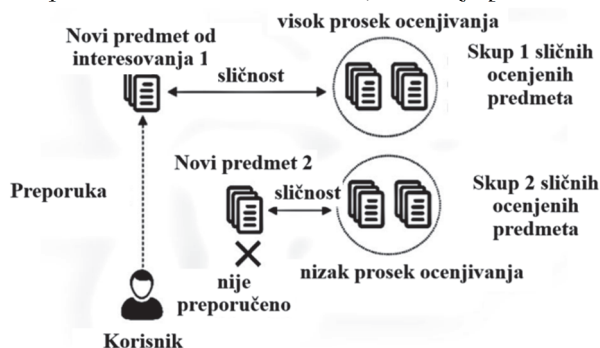 visok prosek ocenjivanja
Novi predmet od
interesovanja 1
sličnost
Skup 1 sličnih
ocenjenih
predmeta
Novi predmet 2
sličnost
Preporuka
Skup 2 sličnih
ocenjenih
predmeta
nije
preporučeno
nizak prosek ocenjivanja
Korisnik